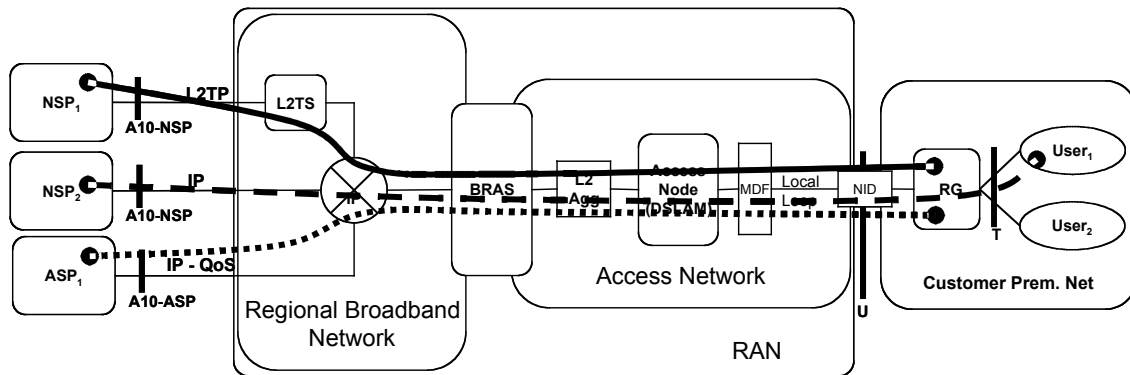 NSP1
L2TP
A10-NSP
L2TS
NSP2
IP
A10-NSP
IP
ASP1
IP - QoS
A10-ASP
Regional Broadband
Network
BRAS
L2
Agg
Access
Node
(DSLAM)
MDF
Local
Loop
NID
Access Network
RAN
U
RG
T
User1
User2
Customer Prem. Net